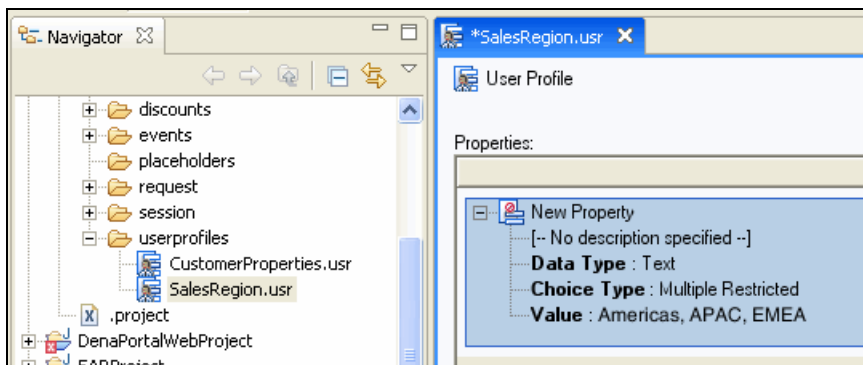 Navigator
discounts
events
placeholders
request
session
userprofiles
CustomerProperties.usr
SalesRegion.usr
.project
DenaPortalWebProject
EARProject
*SalesRegion.usr
User Profile
Properties:
New Property
[-- No description specified --]
Data Type : Text
Choice Type : Multiple Restricted
Value : Americas, APAC, EMEA